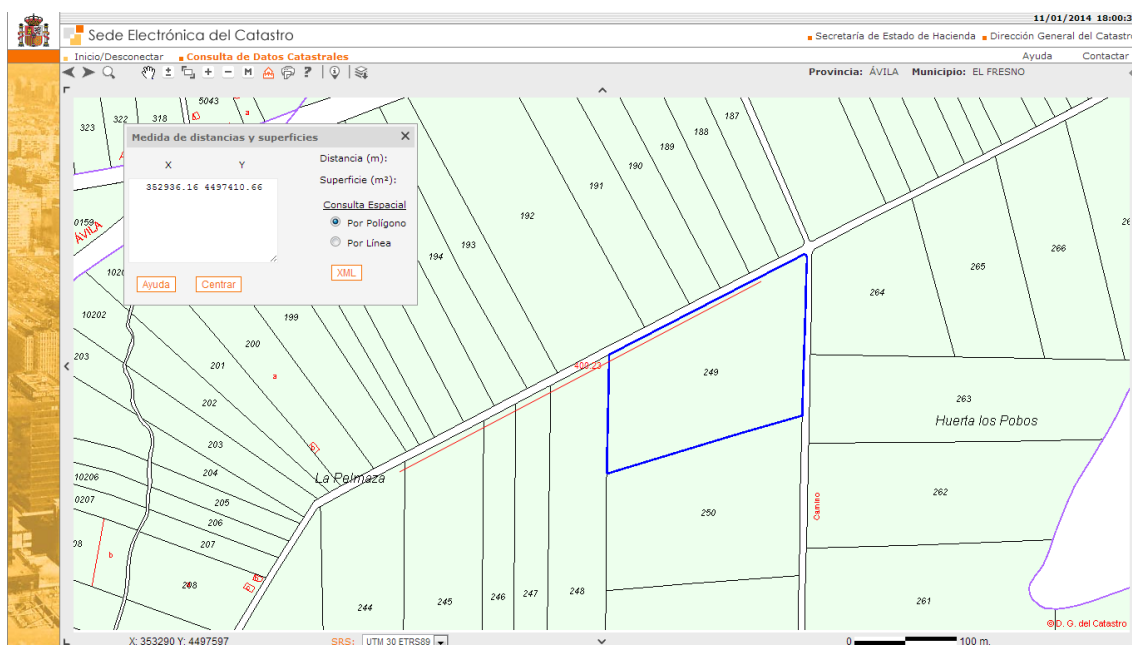 11/01/2014 18:00:3
Sede Electrónica del Catastro
Secretaría de Estado de Hacienda Dirección General del Catastro
Inicio/Desconectar Consulta de Datos Catastrales
Ayuda Contactar
Provincia: ÁVILA Municipio: EL FRESNO
Medida de distancias y superficies
X Y
352936.16 4497410.66
Distancia (m):
Superficie (m²):
Consulta Espacial
Por Polígono
Por Línea
XML
Ayuda Centrar
5043
323
322
318
a
187
188
189
190
191
192
193
194
0159
ÁVILA
10202
199
200
201
a
202
203
203
204
205
206
207
208
10206
0207
b
La Pelmaza
400.23
249
250
244
245
246
247
248
264
265
266
263
Huerta los Pobos
262
261
Camino
© D. G. del Catastro
X: 353290 Y: 4497597
SRS: UTM 30 ETRS89
0 100 m.